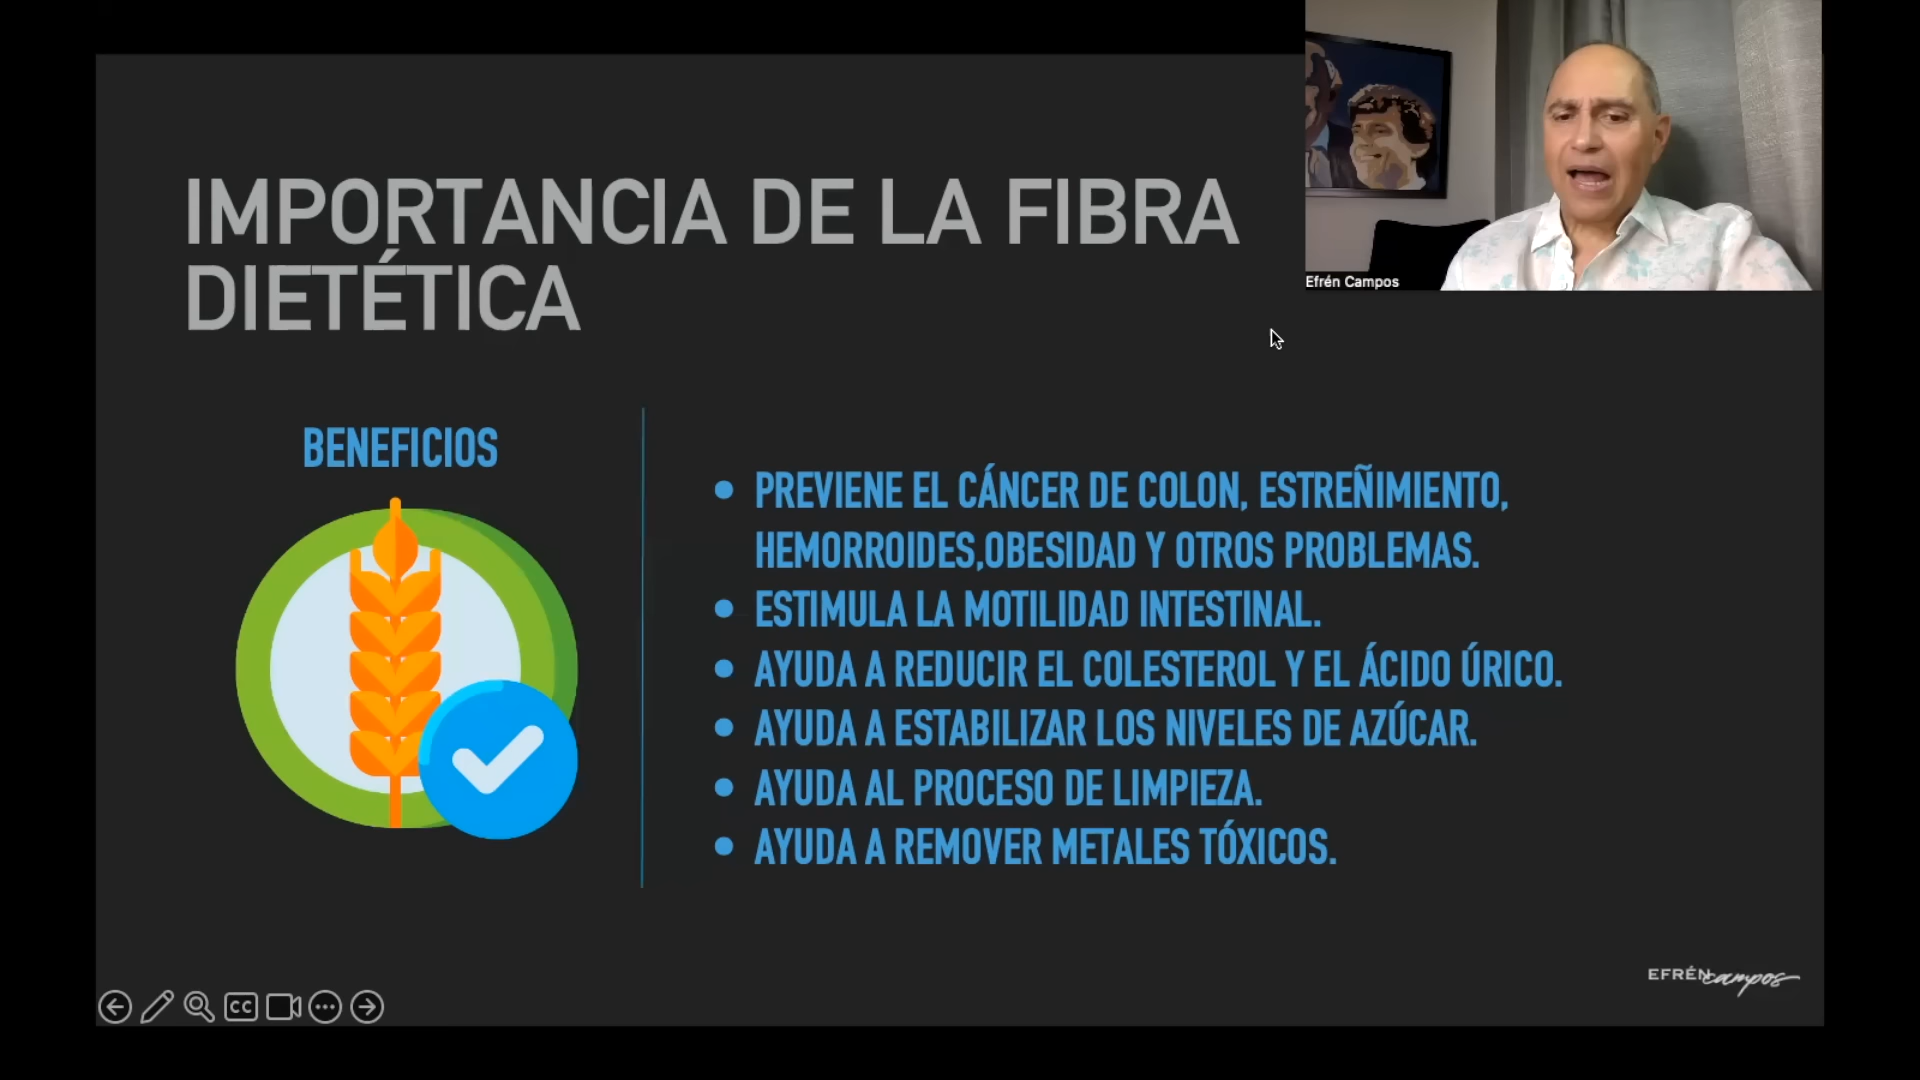 IMPORTANCIA DE LA FIBRA
DIETÉTICA
Efrén Campos
BENEFICIOS
• PREVIENE EL CÁNCER DE COLON, ESTREÑIMIENTO,
HEMORROIDES,OBESIDAD Y OTROS PROBLEMAS.
• ESTIMULA LA MOTILIDAD INTESTINAL.
• AYUDA A REDUCIR EL COLESTEROL Y EL ÁCIDO ÚRICO.
• AYUDA A ESTABILIZAR LOS NIVELES DE AZÚCAR.
• AYUDA AL PROCESO DE LIMPIEZA.
• AYUDA A REMOVER METALES TÓXICOS.
EFRÉN campos
CC